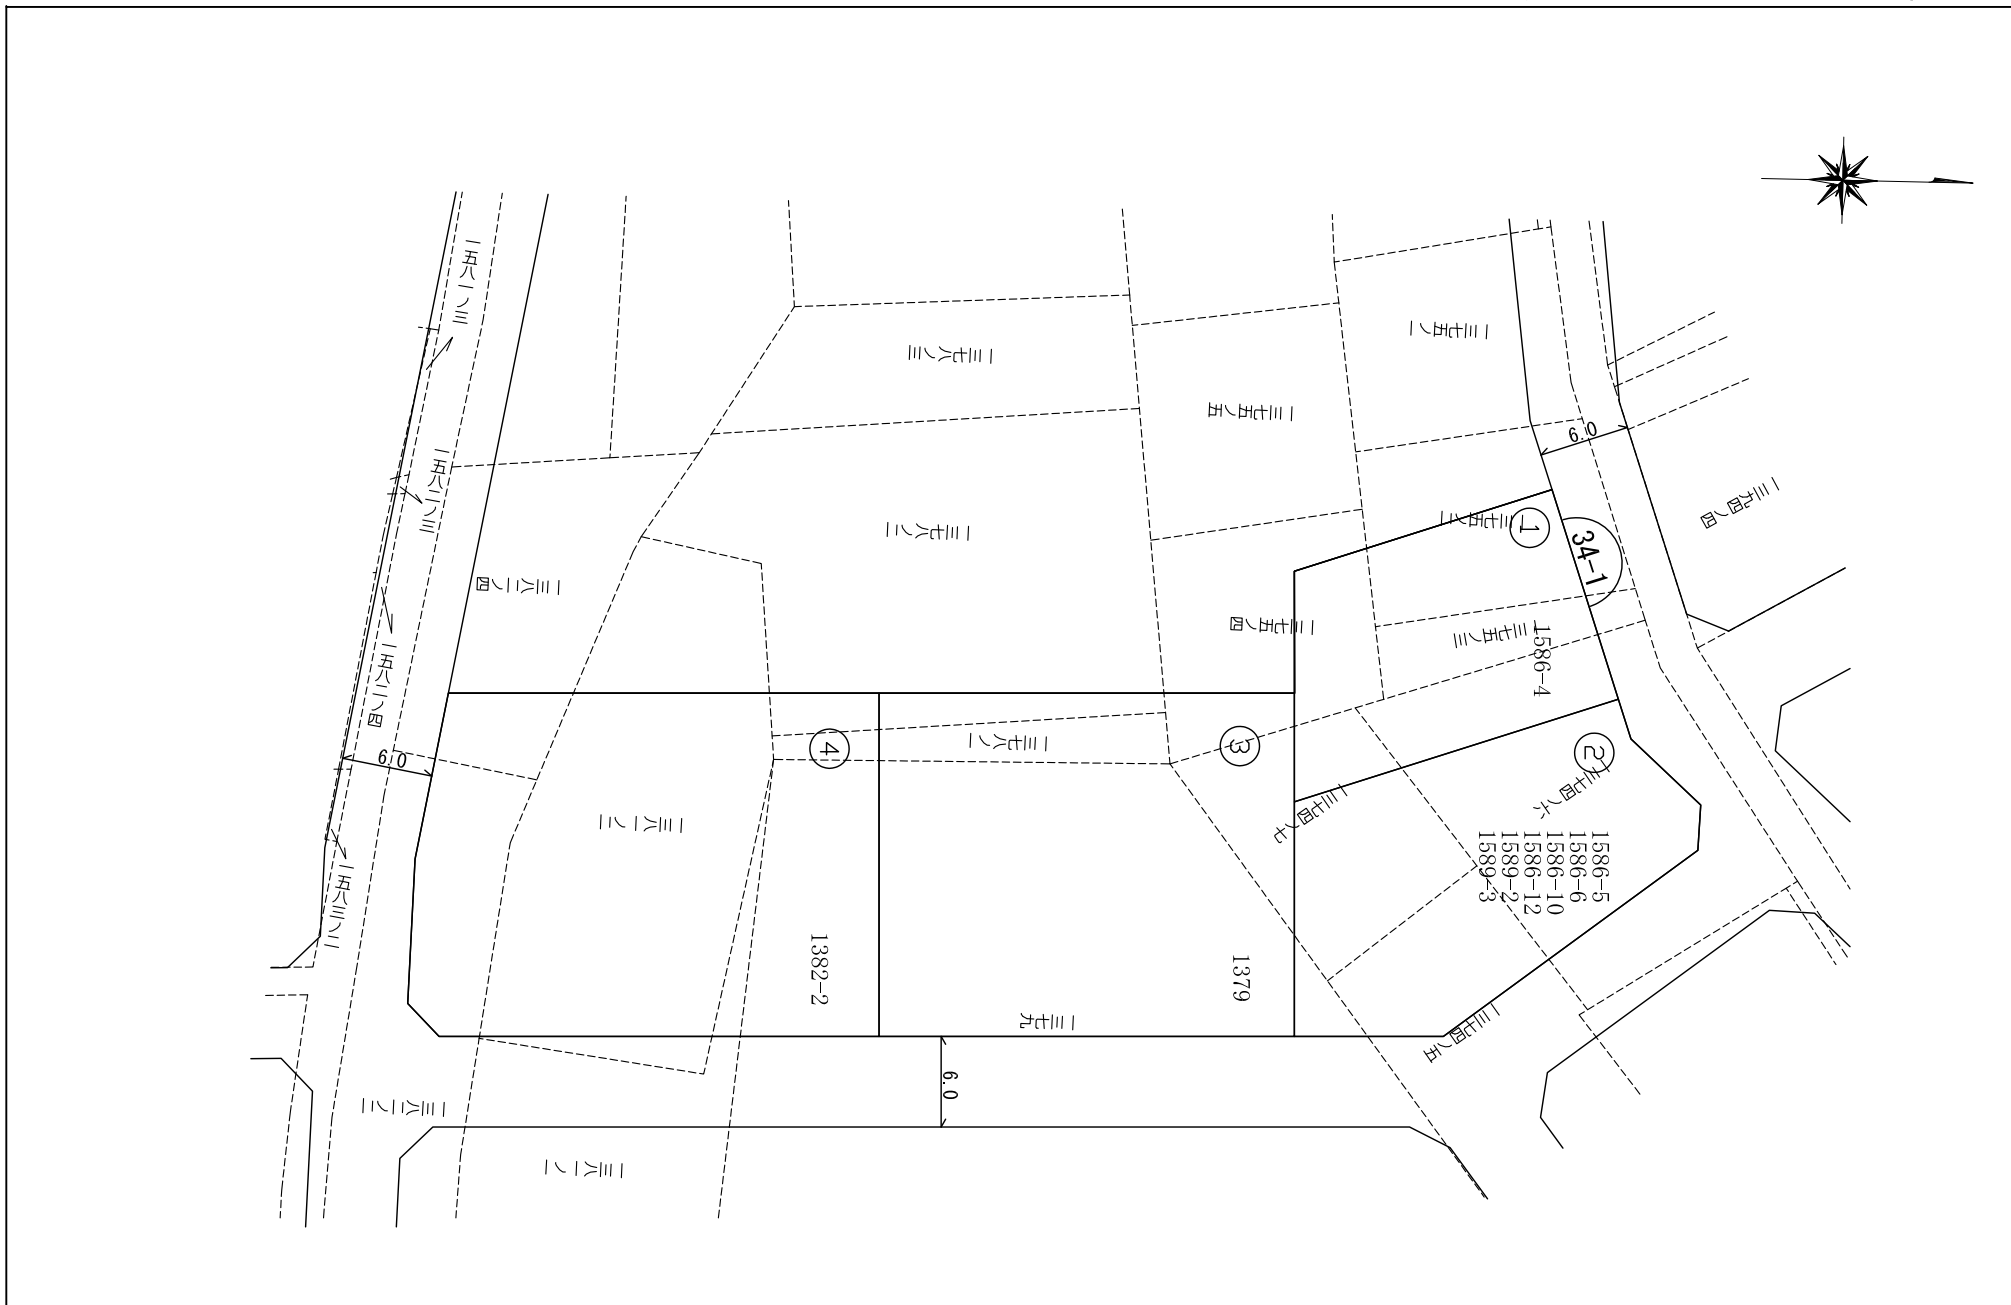 一五八一ノ三
一五八二ノ三
一五八二ノ四
一五八三ノ二
6.0
一三八二ノ四
一三七八ノ三
一三七八ノ二
一三七五ノ五
一三七五ノ一
一三七五ノ二
一三七五ノ四
一三七五ノ三
6.0
34-1
①
1586-4
一三九四ノ四
②
一三七四ノ六
1586-5
1586-6
1586-10
1586-12
1589-2
1589-3
一三七四ノ七
一三七四ノ五
③
一三七八ノ一
1379
一三七九
④
1382-2
一三八一ノ二
6.0
一三八二ノ二
一三八一ノ一